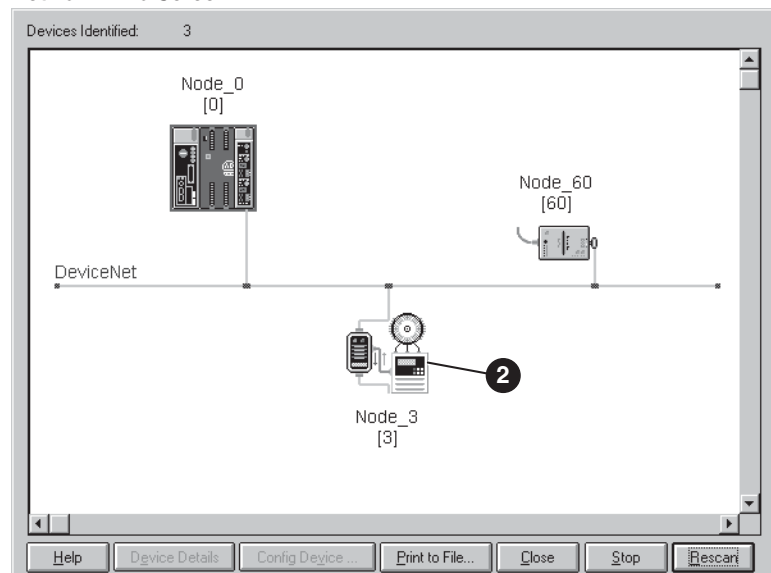 Devices Identified: 3
Node_0
[0]
Node_60
[60]
DeviceNet
2
Node_3
[3]
Help Device Details Config Device ... Print to File... Close Stop Rescan